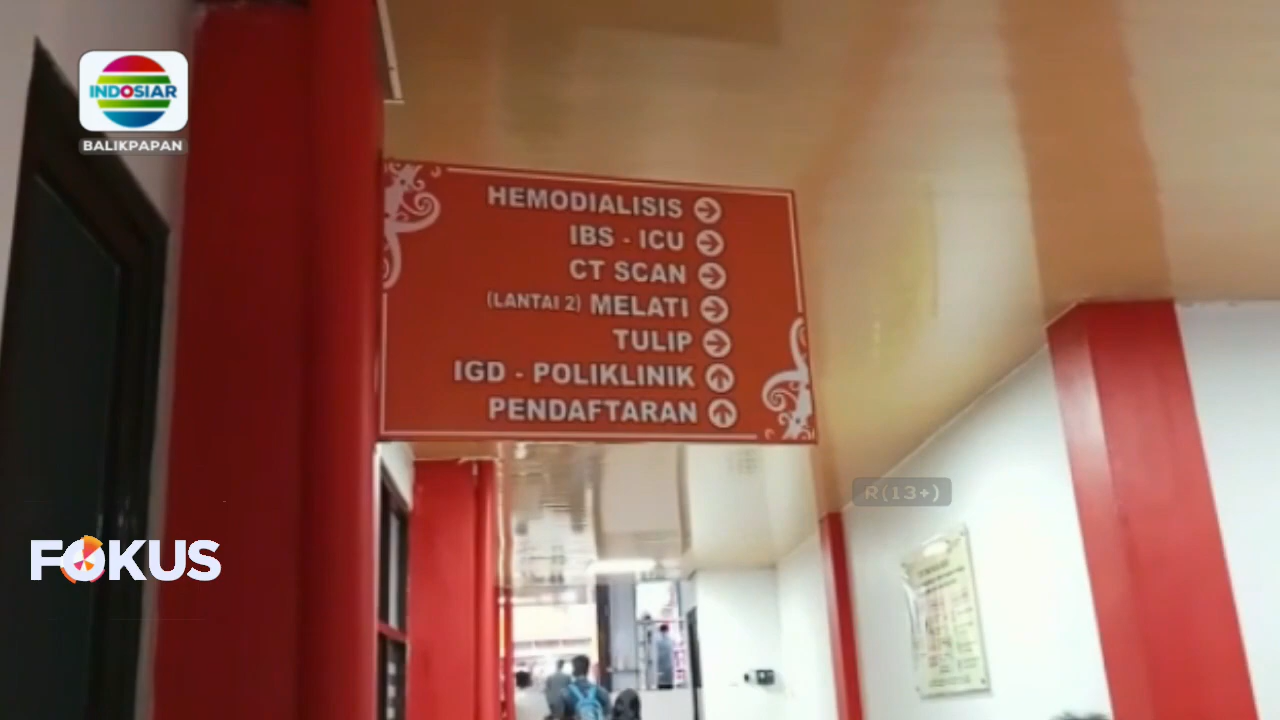 INDOSIAR
BALIKPAPAN
HEMODIALISIS
IBS - ICU
CT SCAN
(LANTAI 2) MELATI
TULIP
IGD - POLIKLINIK
PENDAFTARAN
R(13+)
FOKUS